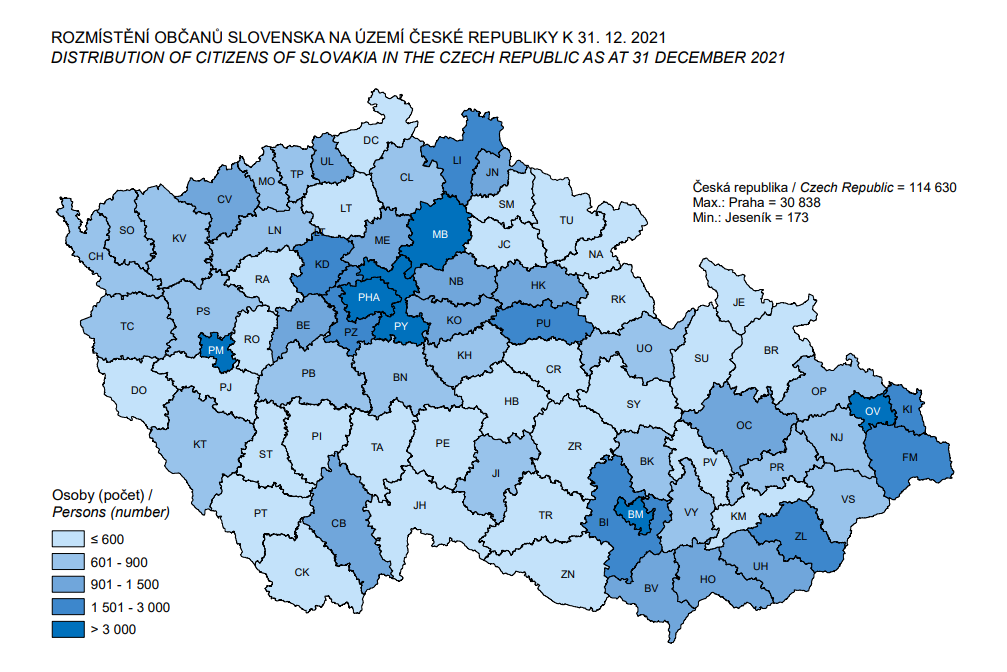 ROZMÍSTĚNÍ OBČANŮ SLOVENSKA NA ÚZEMÍ ČESKÉ REPUBLIKY K 31. 12. 2021
DISTRIBUTION OF CITIZENS OF SLOVAKIA IN THE CZECH REPUBLIC AS AT 31 DECEMBER 2021
Česká republika / Czech Republic = 114 630
Max.: Praha = 30 838
Min.: Jeseník = 173
DC
UL
LI
TP
MO
CL
JN
CV
LT
SM
TU
SO
KV
LN
LT
ME
MB
JC
NA
CH
RA
KD
NB
HK
RK
JE
PHA
TC
PS
BE
PZ
PY
KO
PU
PM
RO
UO
SU
BR
KH
CR
DO
PJ
PB
BN
HB
SY
OP
OV
KI
KT
ST
PI
TA
PE
ZR
OC
NJ
FM
JI
BK
PV
PR
VS
PT
CB
JH
TR
BI
BM
VY
KM
ZL
CK
ZN
BV
HO
UH
Osoby (počet) /
Persons (number)
≤ 600
601 - 900
901 - 1 500
1 501 - 3 000
> 3 000